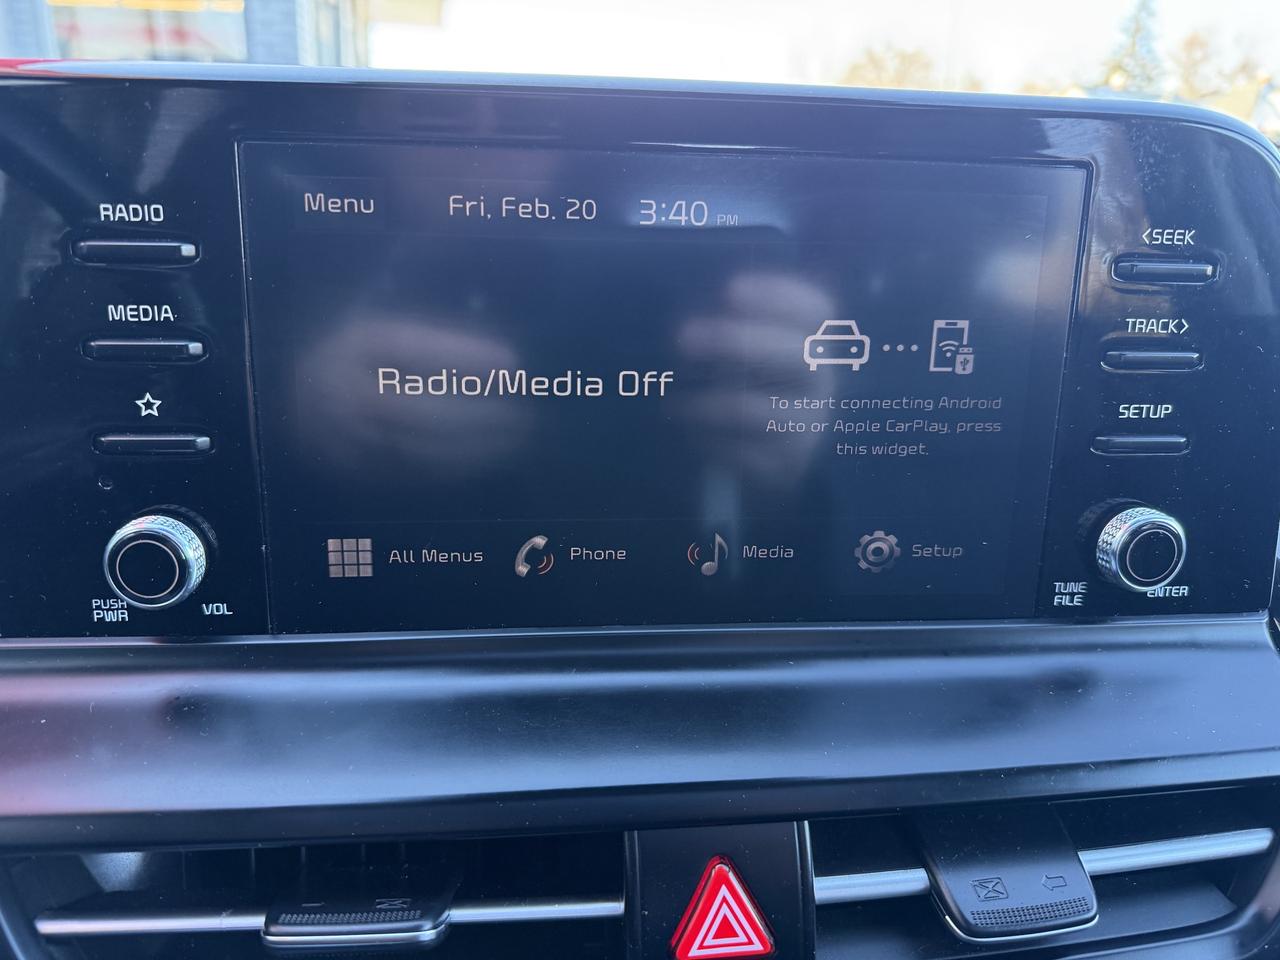 RADIO
MEDIA
PUSH
PWR
VOL
Menu
Fri, Feb. 20
3:40 PM
Radio/Media Off
To start connecting Android
Auto or Apple CarPlay, press
this widget.
All Menus
Phone
Media
Setup
<SEEK
TRACK>
SETUP
TUNE
FILE
ENTER